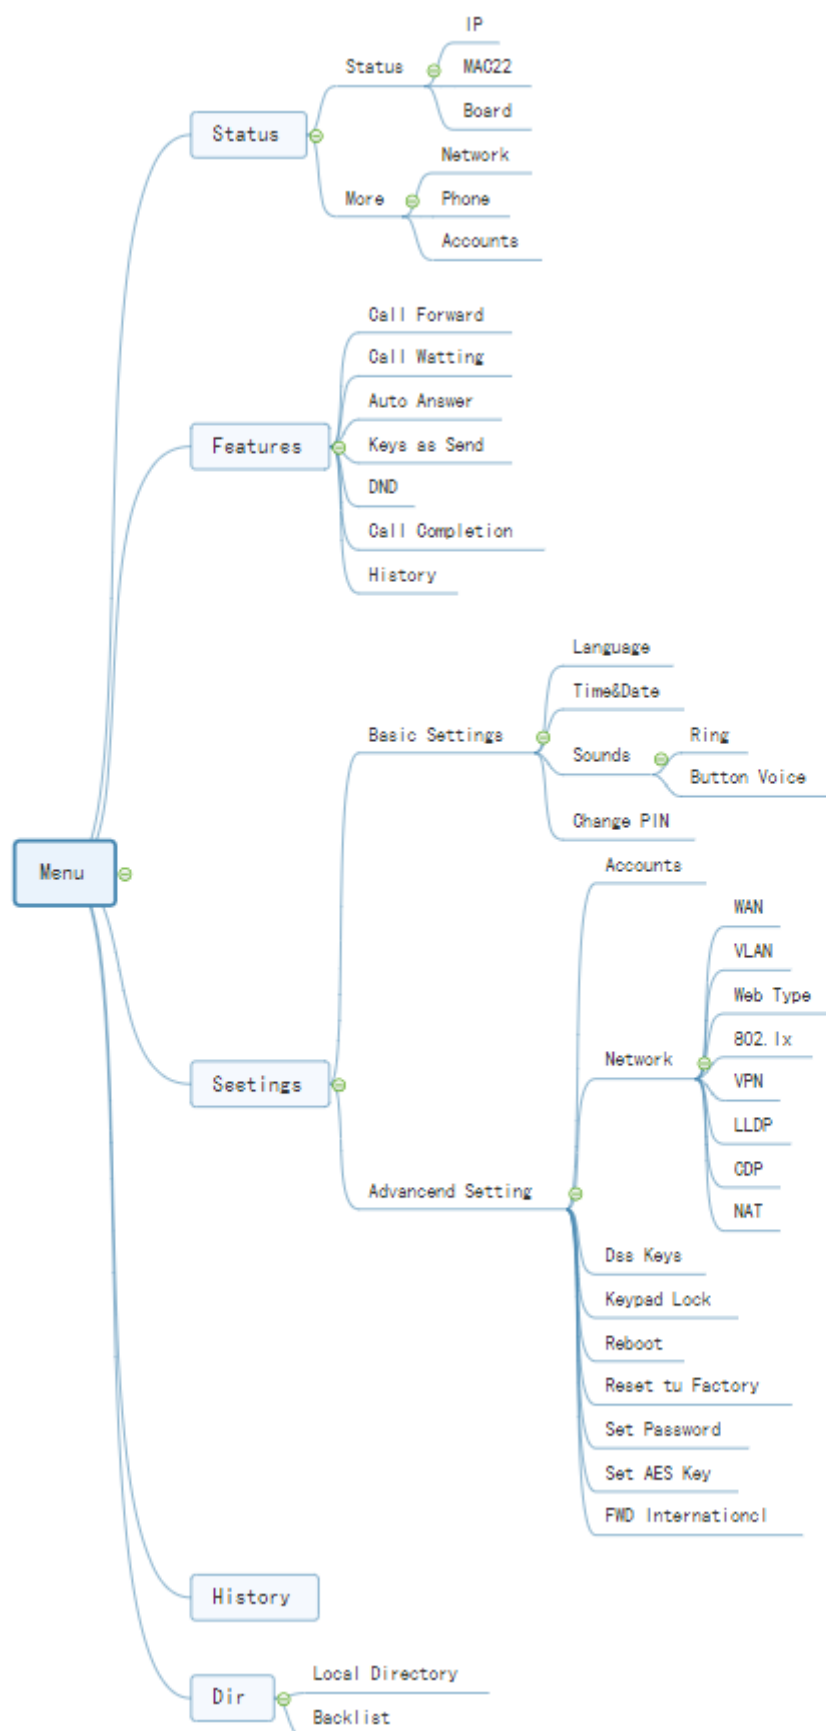 Menu
Status
Status
IP
MAC22
Board
More
Network
Phone
Accounts
Features
Call Forward
Call Watting
Auto Answer
Keys as Send
DND
Call Completion
History
Seetings
Basic Settings
Language
Time&Date
Sounds
Ring
Button Voice
Change PIN
Advancend Setting
Accounts
Network
WAN
VLAN
Web Type
802.1x
VPN
LLDP
CDP
NAT
Dss Keys
Keypad Lock
Reboot
Reset tu Factory
Set Password
Set AES Key
FWD Internationcl
History
Dir
Local Directory
Backlist